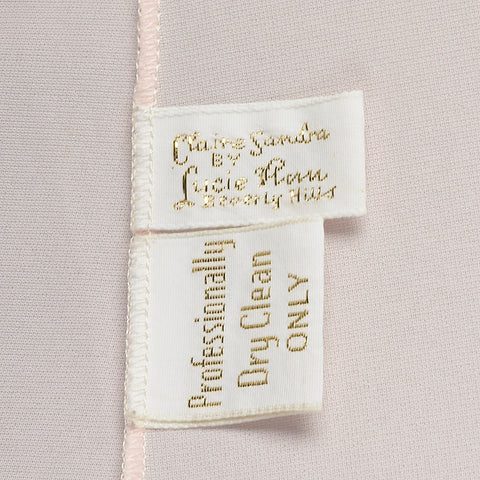 Claire Sandra
BY
Lucie Ann
Beverly Hills
Professionally
Dry Clean
ONLY